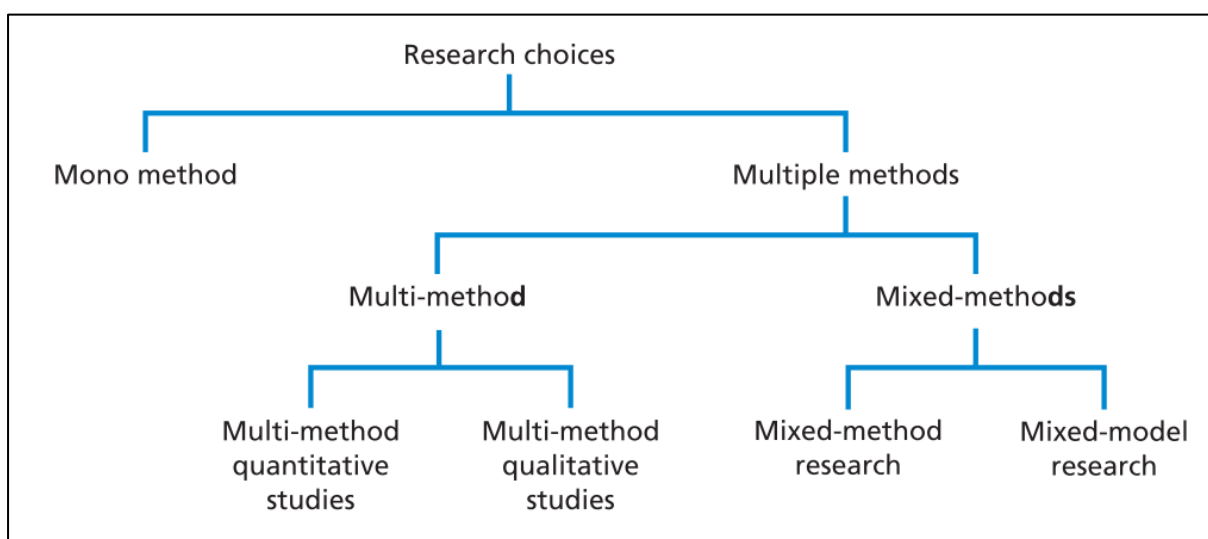 Research choices
Mono method
Multiple methods
Multi-method
Mixed-methods
Multi-method
quantitative
studies
Multi-method
qualitative
studies
Mixed-method
research
Mixed-model
research